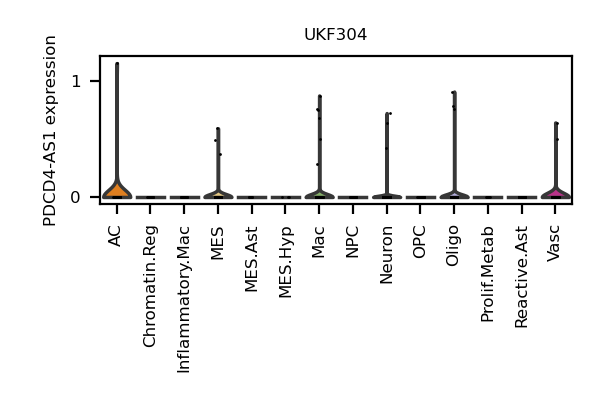 UKF304
PDCD4-AS1 expression
1
0
AC
Chromatin.Reg
Inflammatory.Mac
MES
MES.Ast
MES.Hyp
Mac
NPC
Neuron
OPC
Oligo
Prolif.Metab
Reactive.Ast
Vasc